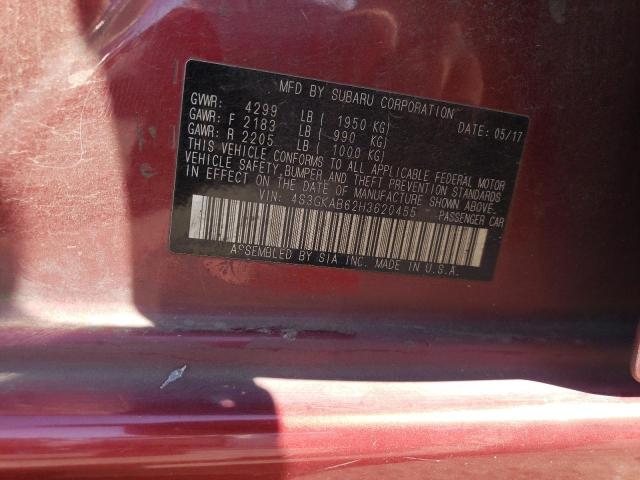 MFD BY SUBARU CORPORATION
GVWR: 4299 LB ( 1950 KG) DATE: 05/17
GAWR: F 2183 LB ( 990 KG)
GAWR: R 2205 LB ( 1000 KG)
THIS VEHICLE CONFORMS TO ALL APPLICABLE FEDERAL MOTOR
VEHICLE SAFETY, BUMPER, AND THEFT PREVENTION STANDARDS
IN EFFECT ON THE DATE OF MANUFACTURE SHOWN ABOVE.
VIN: 4S3GKAB62H3620455 PASSENGER CAR
ASSEMBLED BY SIA INC. MADE IN U.S.A.